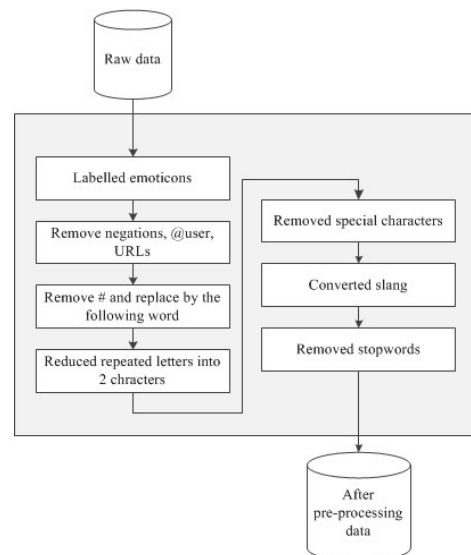 Raw data
Labelled emoticons
Remove negations, @user,
URLs
Remove # and replace by the
following word
Reduced repeated letters into
2 chracters
Removed special characters
Converted slang
Removed stopwords
After
pre-processing
data